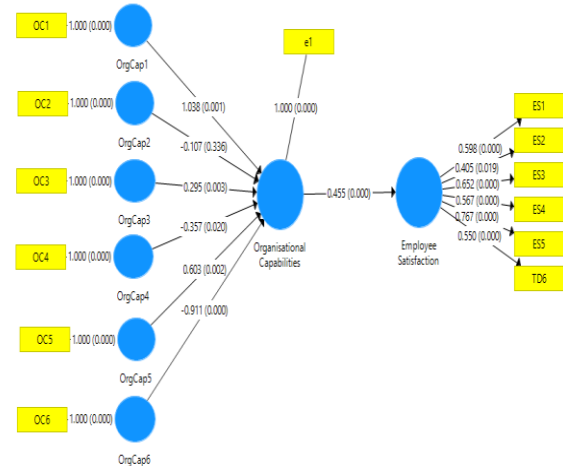 OC1
1.000 (0.000)
OrgCap1
e1
OC2
1.000 (0.000)
OrgCap2
1.038 (0.001)
1.000 (0.000)
-0.107 (0.336)
OC3
1.000 (0.000)
OrgCap3
0.295 (0.003)
OC4
1.000 (0.000)
OrgCap4
-0.357 (0.020)
Organisational
Capabilities
0.455 (0.000)
Employee
Satisfaction
0.603 (0.002)
OC5
1.000 (0.000)
OrgCap5
-0.911 (0.000)
OC6
1.000 (0.000)
OrgCap6
0.598 (0.000)
0.405 (0.019)
0.652 (0.000)
0.567 (0.000)
0.767 (0.000)
0.550 (0.000)
ES1
ES2
ES3
ES4
ES5
TD6